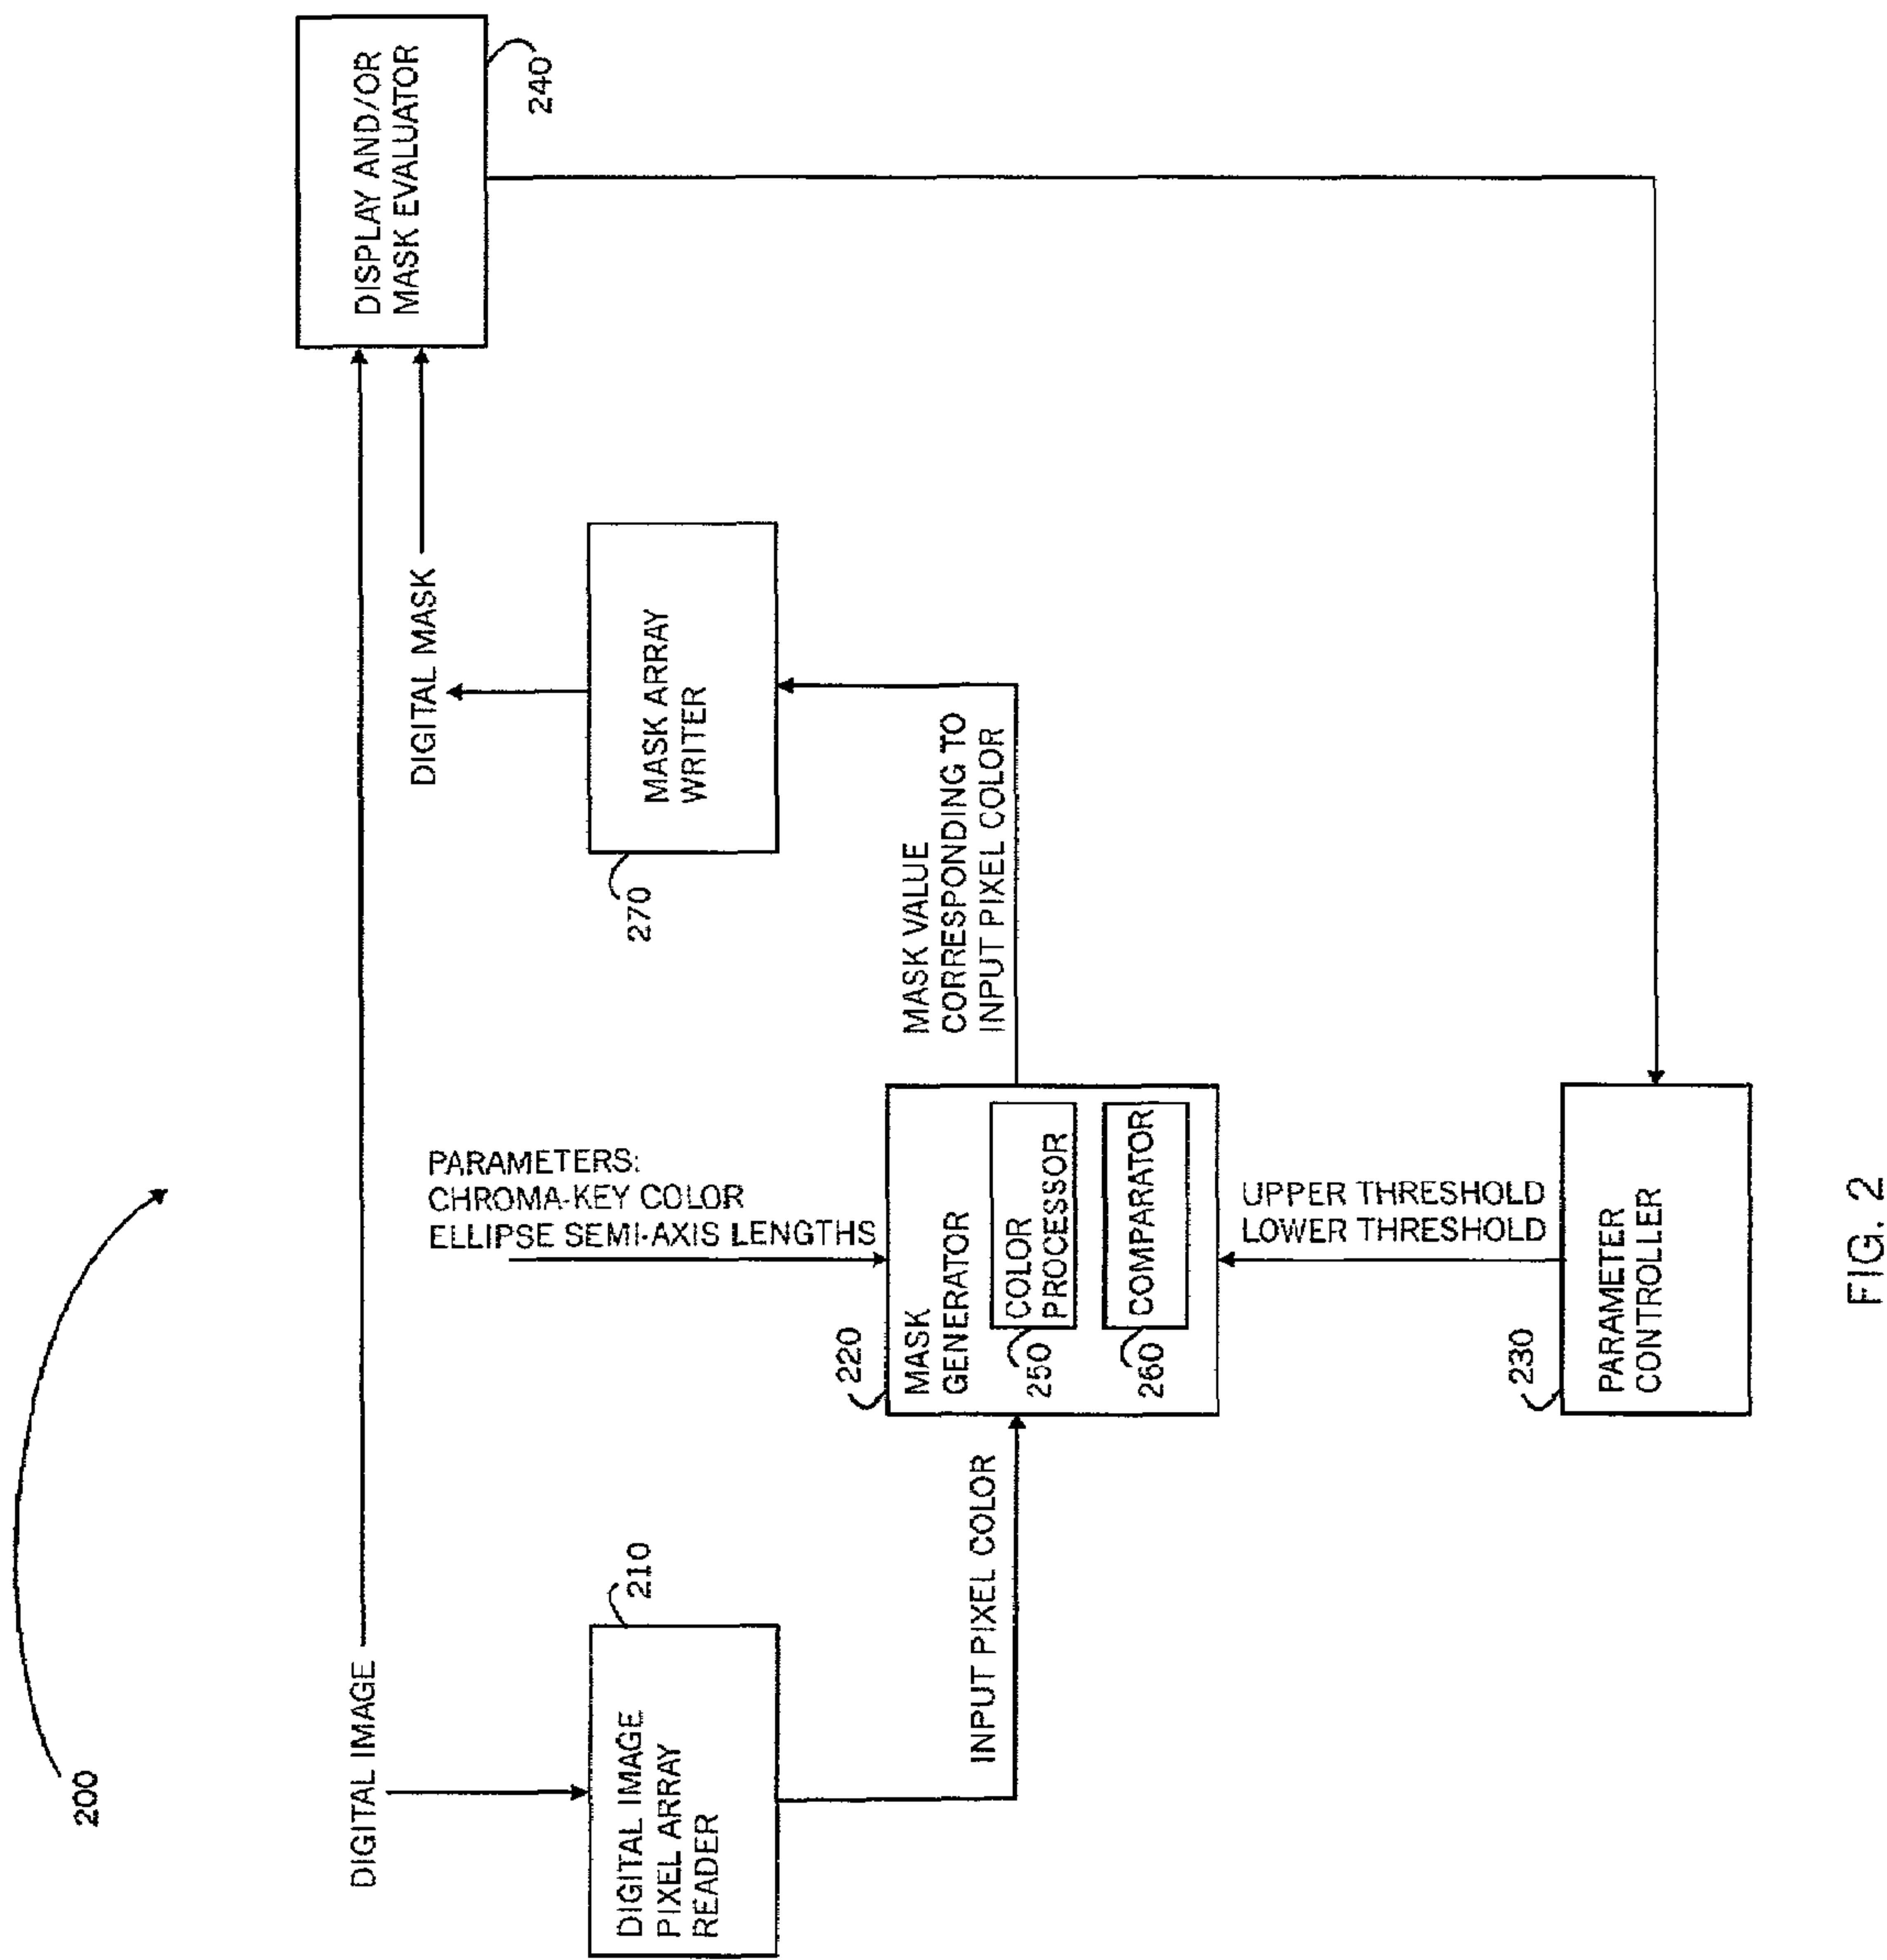 200
DIGITAL IMAGE
DIGITAL IMAGE
PIXEL ARRAY
READER
210
INPUT PIXEL COLOR
PARAMETERS:
CHROMA-KEY COLOR
ELLIPSE SEMI-AXIS LENGTHS
220
MASK
GENERATOR
COLOR
PROCESSOR
250
COMPARATOR
260
UPPER THRESHOLD
LOWER THRESHOLD
230
PARAMETER
CONTROLLER
MASK VALUE
CORRESPONDING TO
INPUT PIXEL COLOR
MASK ARRAY
WRITER
270
DIGITAL MASK
DISPLAY AND/OR
MASK EVALUATOR
240
FIG. 2